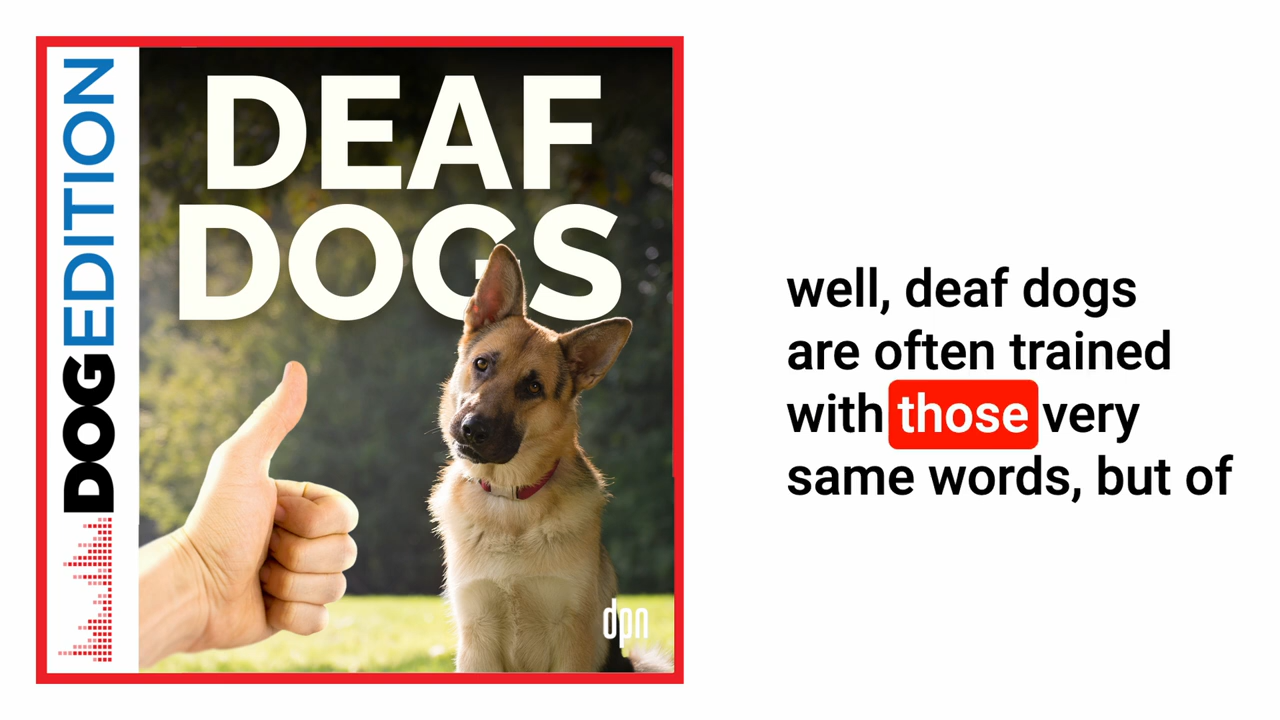 DOGEDITION
DEAF
DOGS
dpn
well, deaf dogs
are often trained
with those very
same words, but of